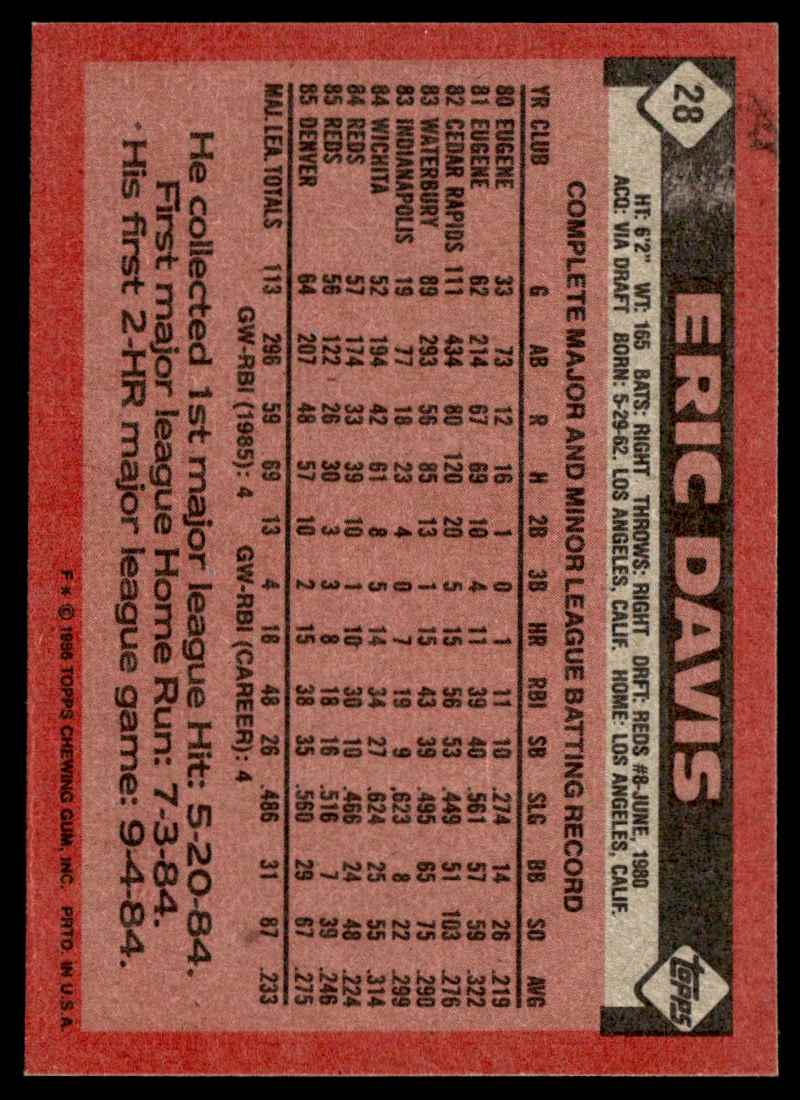 28
ERIC DAVIS
topps
HT: 6'2" WT: 165 BATS: RIGHT THROWS: RIGHT DRFT: REDS #8-JUNE, 1980
ACQ: VIA DRAFT BORN: 5-29-62, LOS ANGELES, CALIF. HOME: LOS ANGELES, CALIF.
COMPLETE MAJOR AND MINOR LEAGUE BATTING RECORD
YR CLUB G AB R H 2B 3B HR RBI SB SLG BB SO AVG
80 EUGENE 33 73 12 16 1 0 1 11 10 .274 14 26 .219
81 EUGENE 62 214 67 69 10 4 11 39 40 .561 57 59 .322
82 CEDAR RAPIDS 111 434 80 120 20 5 15 56 53 .449 51 103 .276
83 WATERBURY 89 293 56 85 13 1 15 43 39 .495 65 75 .290
83 INDIANAPOLIS 19 77 18 23 4 0 7 19 9 .623 8 22 .299
84 WICHITA 52 194 42 61 8 5 14 34 27 .624 25 55 .314
84 REDS 57 174 33 39 10 1 10 30 10 .466 24 48 .224
85 REDS 56 122 26 30 3 3 8 18 16 .516 7 39 .246
85 DENVER 64 207 48 57 10 2 15 38 35 .560 29 67 .275
MAJ. LEA. TOTALS 113 296 59 69 13 4 18 48 26 .486 31 87 .233
GW-RBI (1985): 4 GW-RBI (CAREER): 4
He collected 1st major league Hit: 5-20-84.
First major league Home Run: 7-3-84.
His first 2-HR major league game: 9-4-84.
F* © 1986 TOPPS CHEWING GUM, INC. PRTD. IN U.S.A.